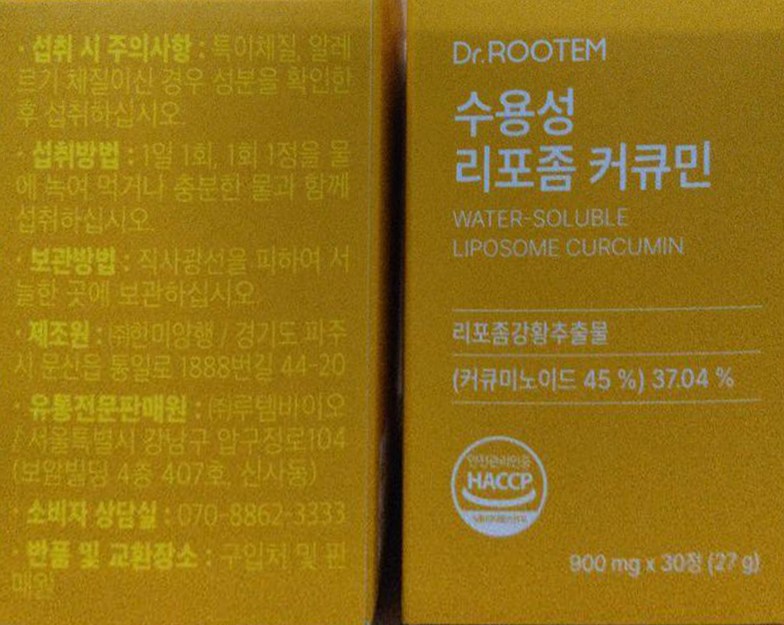 · 섭취 시 주의사항 : 특이체질, 알레
르기 체질이신 경우 성분을 확인한
후 섭취하십시오.
· 섭취방법 : 1일 1회, 1회 1정을 물
에 녹여 먹거나 충분한 물과 함께
섭취하십시오.
· 보관방법 : 직사광선을 피하여 서
늘한 곳에 보관하십시오.
· 제조원 : ㈜한미양행 / 경기도 파주
시 문산읍 통일로 1888번길 44-20
· 유통전문판매원 : ㈜루템바이오
/ 서울특별시 강남구 압구정로104
(보암빌딩 4층 407호, 신사동)
· 소비자 상담실 : 070-8862-3333
· 반품 및 교환장소 : 구입처 및 판
매원
Dr.ROOTEM
수용성
리포좀 커큐민
WATER-SOLUBLE
LIPOSOME CURCUMIN
리포좀강황추출물
(커큐미노이드 45 %) 37.04 %
안전관리인증
HACCP
900 mg x 30정 (27 g)